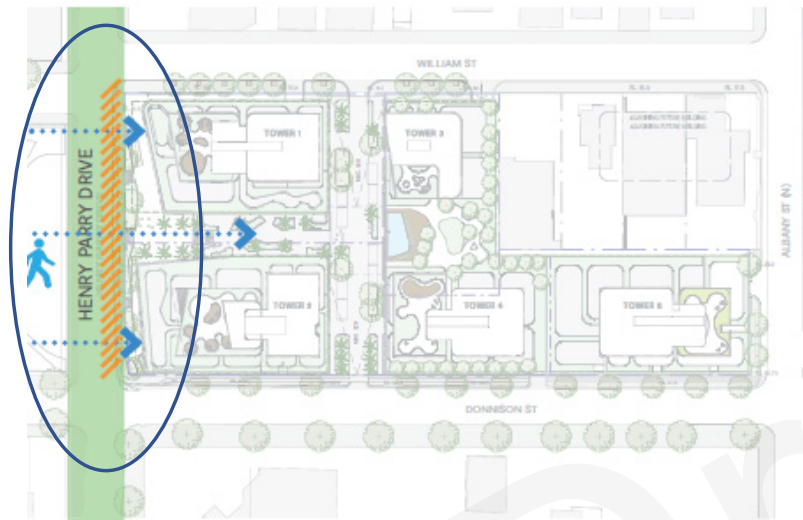 WILLIAM ST
TOWER 1
TOWER 3
HENRY PARRY DRIVE
ALBANY ST (N)
TOWER 2
TOWER 4
TOWER 5
DONNISON ST